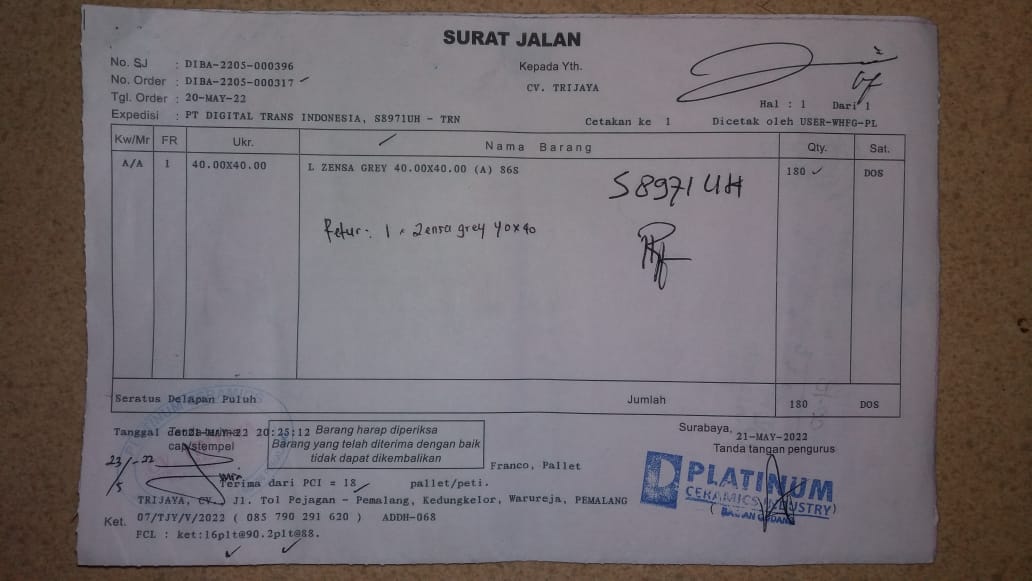 SURAT JALAN
No. SJ : DIBA-2205-000396
No. Order : DIBA-2205-000317
Tgl. Order : 20-MAY-22
Expedisi : PT DIGITAL TRANS INDONESIA, S8971UH - TRN
Kepada Yth.
CV. TRIJAYA
Hal : 1 Dari 1
Cetakan ke 1 Dicetak oleh USER-WHFG-PL
Kw/Mr FR Ukr. Nama Barang Qty. Sat.
A/A 1 40.00X40.00 L ZENSA GREY 40.00X40.00 (A) 86S 180 DOS
S8971UH
Retur: 1 x Zensa grey 40x40
Seratus Delapan Puluh Jumlah 180 DOS
Tanggal 21-MAY-22 20:25:12
cap/stempel
23/5-22
Barang harap diperiksa
Barang yang telah diterima dengan baik
tidak dapat dikembalikan
Franco, Pallet
Surabaya, 21-MAY-2022
Tanda tangan pengurus
PLATINUM
CERAMICS INDUSTRY
BAGIAN GUDANG
Terima dari PCI = 18 pallet/peti.
TRIJAYA, CV. Jl. Tol Pejagan - Pemalang, Kedungkelor, Warureja, PEMALANG
Ket. 07/TJY/V/2022 ( 085 790 291 620 ) ADDH-068
FCL : ket:16plt@90.2plt@88.